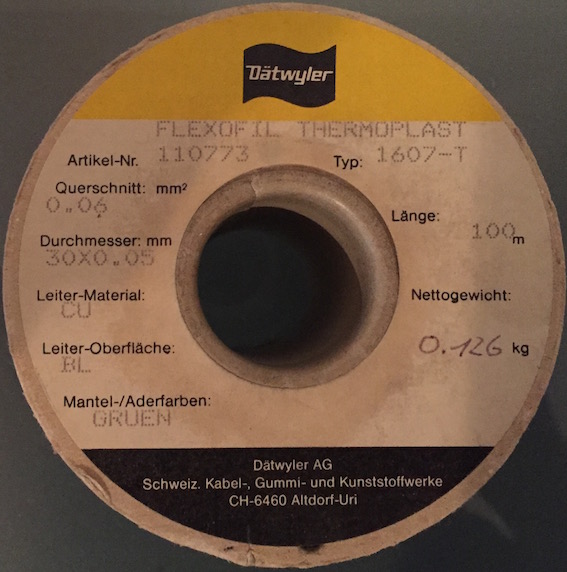 Dätwyler
FLEXOFIL THERMOPLAST
Artikel-Nr. 110773 Typ: 1607-T
Querschnitt: mm²
0.06
Länge: 100m
Durchmesser: mm
30X0.05
Leiter-Material:
CU
Nettogewicht:
0.126 kg
Leiter-Oberfläche:
BL
Mantel-/Aderfarben:
GRUEN
Dätwyler AG
Schweiz. Kabel-, Gummi- und Kunststoffwerke
CH-6460 Altdorf-Uri